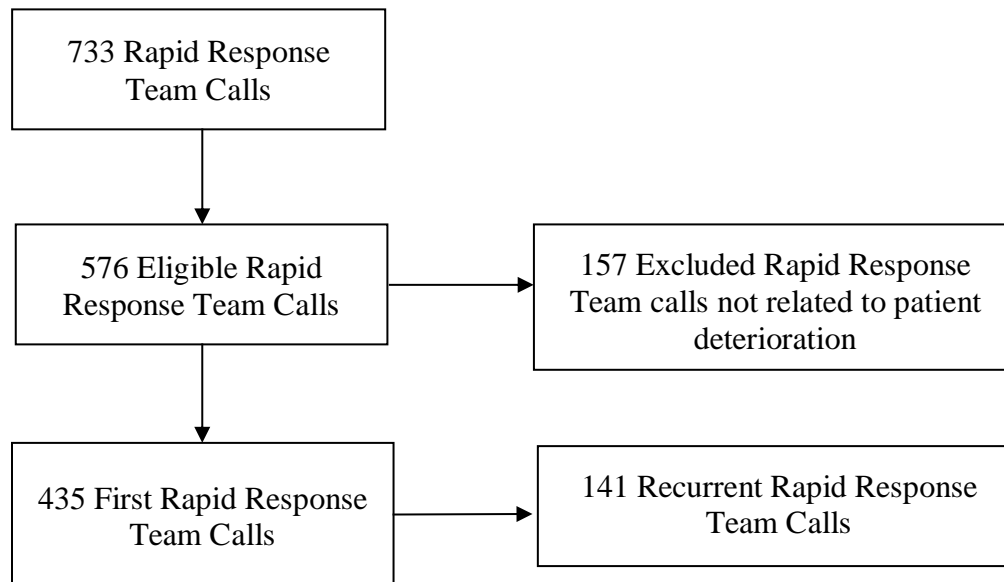 733 Rapid Response
Team Calls
576 Eligible Rapid
Response Team Calls
157 Excluded Rapid Response
Team calls not related to patient
deterioration
435 First Rapid Response
Team Calls
141 Recurrent Rapid Response
Team Calls